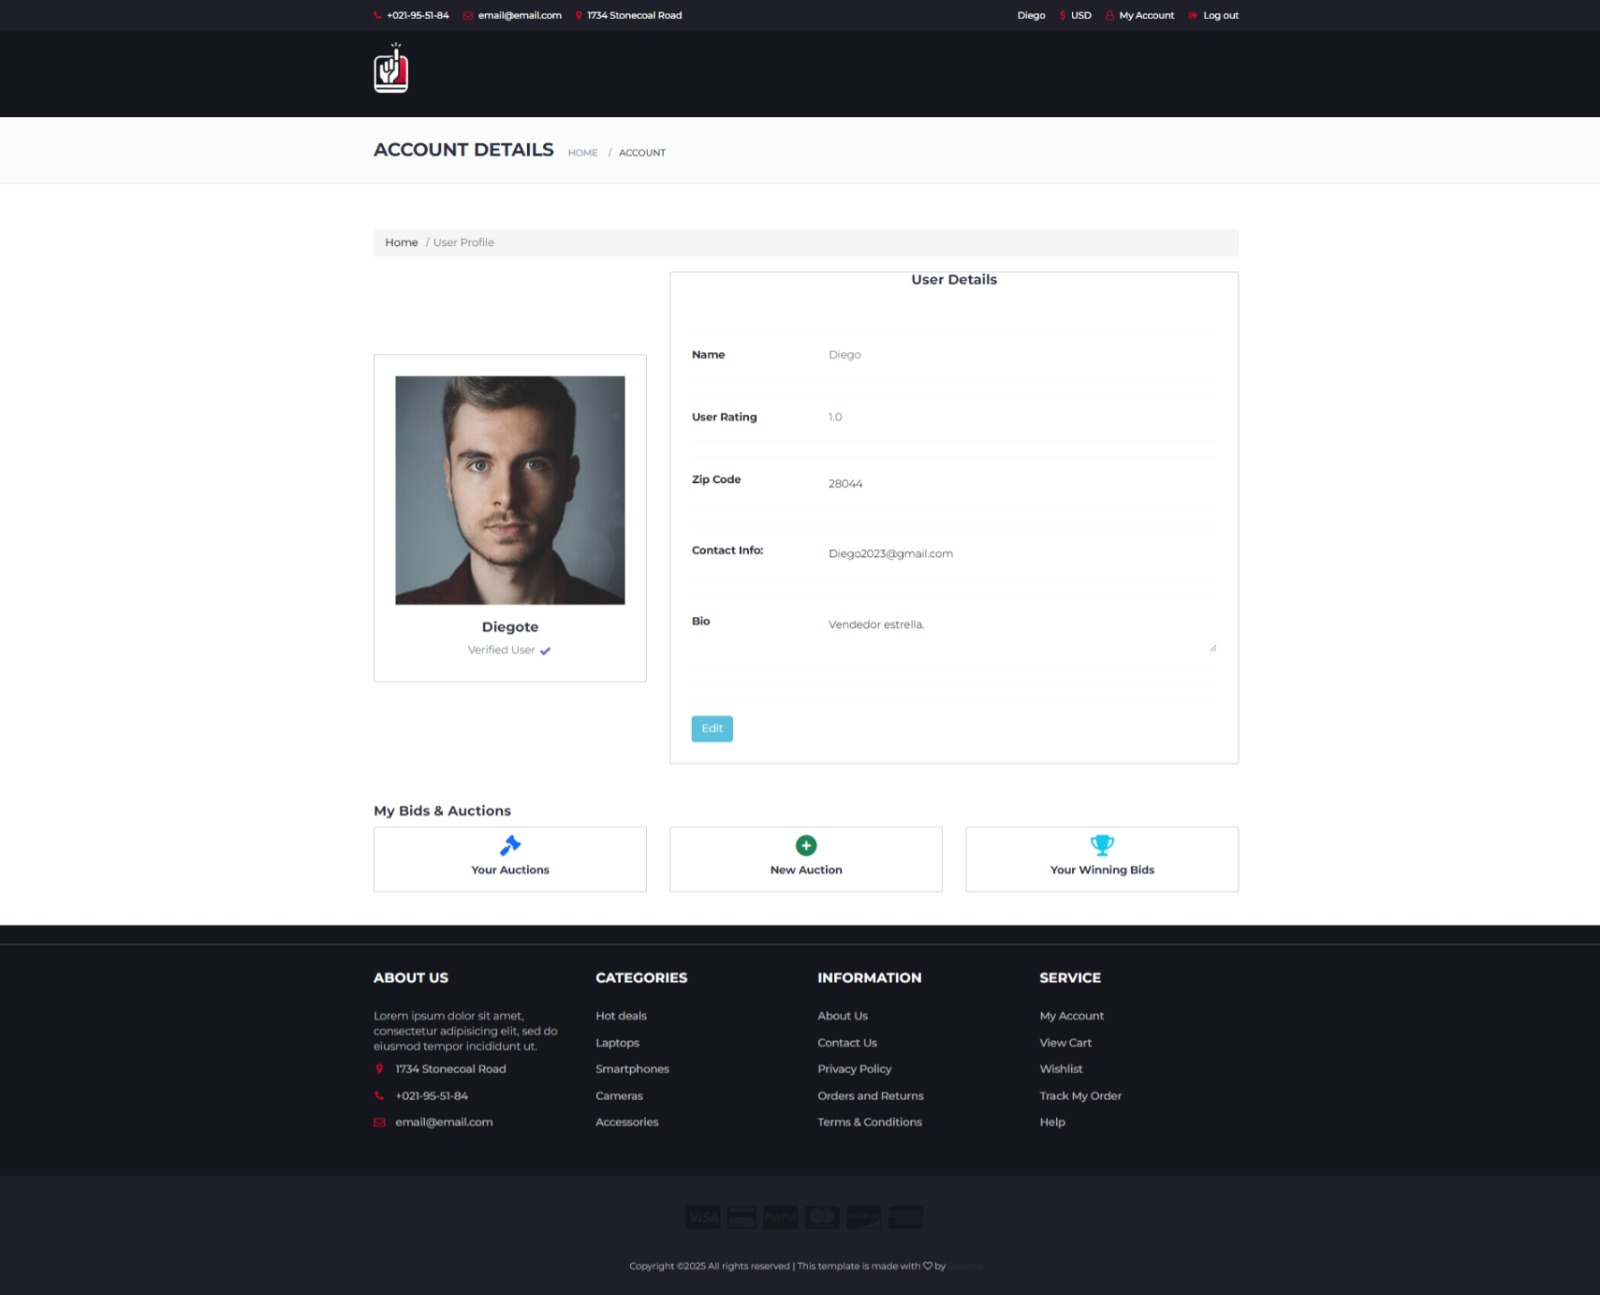 +021-95-51-84 email@email.com 1734 Stonecoal Road Diego $ USD My Account Log out
ACCOUNT DETAILS HOME / ACCOUNT
Home / User Profile
User Details
Name Diego
User Rating 1.0
Zip Code 28044
Contact Info: Diego2023@gmail.com
Bio Vendedor estrella.
Diegote
Verified User
Edit
My Bids & Auctions
Your Auctions
New Auction
Your Winning Bids
ABOUT US
Lorem ipsum dolor sit amet,
consectetur adipisicing elit, sed do
eiusmod tempor incididunt ut.
1734 Stonecoal Road
+021-95-51-84
email@email.com
CATEGORIES
Hot deals
Laptops
Smartphones
Cameras
Accessories
INFORMATION
About Us
Contact Us
Privacy Policy
Orders and Returns
Terms & Conditions
SERVICE
My Account
View Cart
Wishlist
Track My Order
Help
VISA PayPal
Copyright ©2025 All rights reserved | This template is made with by